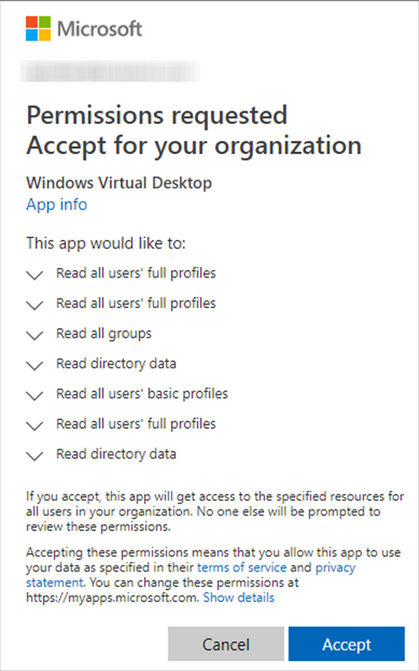 Microsoft
Permissions requested
Accept for your organization
Windows Virtual Desktop
App info
This app would like to:
Read all users' full profiles
Read all users' full profiles
Read all groups
Read directory data
Read all users' basic profiles
Read all users' full profiles
Read directory data
If you accept, this app will get access to the specified resources for
all users in your organization. No one else will be prompted to
review these permissions.
Accepting these permissions means that you allow this app to use
your data as specified in their terms of service and privacy
statement. You can change these permissions at
https://myapps.microsoft.com. Show details
Cancel Accept